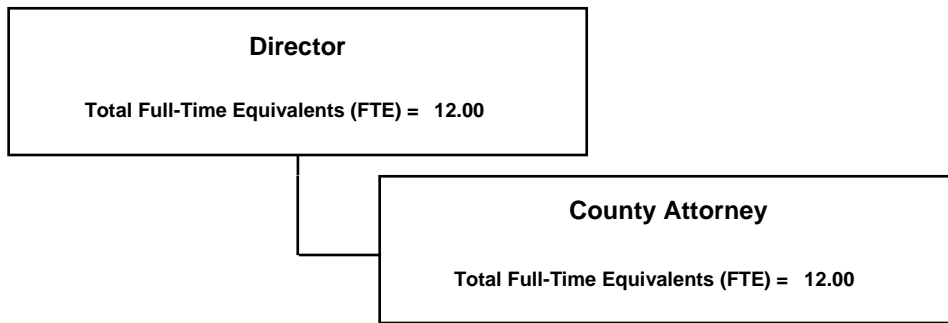 Director
Total Full-Time Equivalents (FTE) = 12.00
County Attorney
Total Full-Time Equivalents (FTE) = 12.00